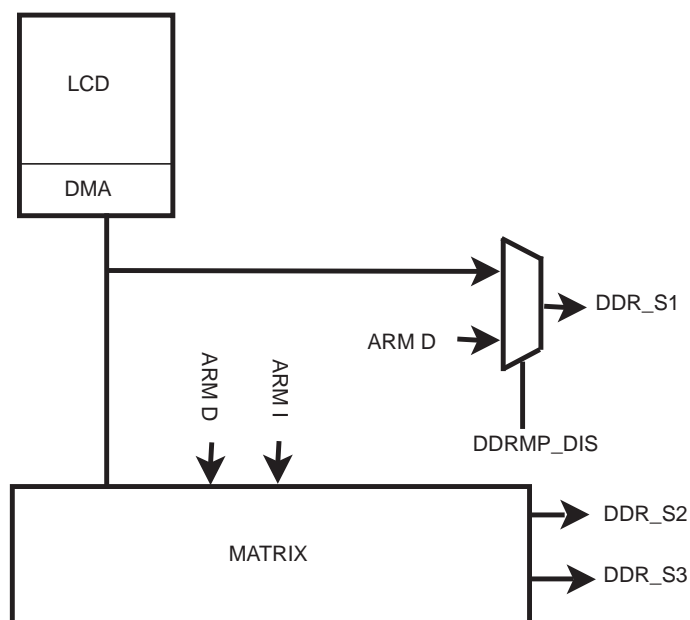 LCD
DMA
DDR_S1
ARM D
ARM D
ARM I
DDRMP_DIS
MATRIX
DDR_S2
DDR_S3